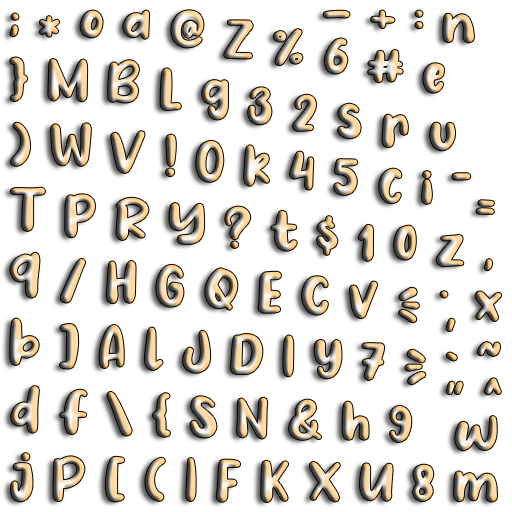 ; * o a @ Z % 6 - + : n
} M B L g 3 2 s # e
) W V ! 0 k 4 5 r u
T P R Y ? t $ 1 0 c i - =
q / H G Q E C V z ,
b ] A L J D I y 7 ; x ~
d f \ { S N & h 9 " ^ w
j P [ ( l F K X U 8 m